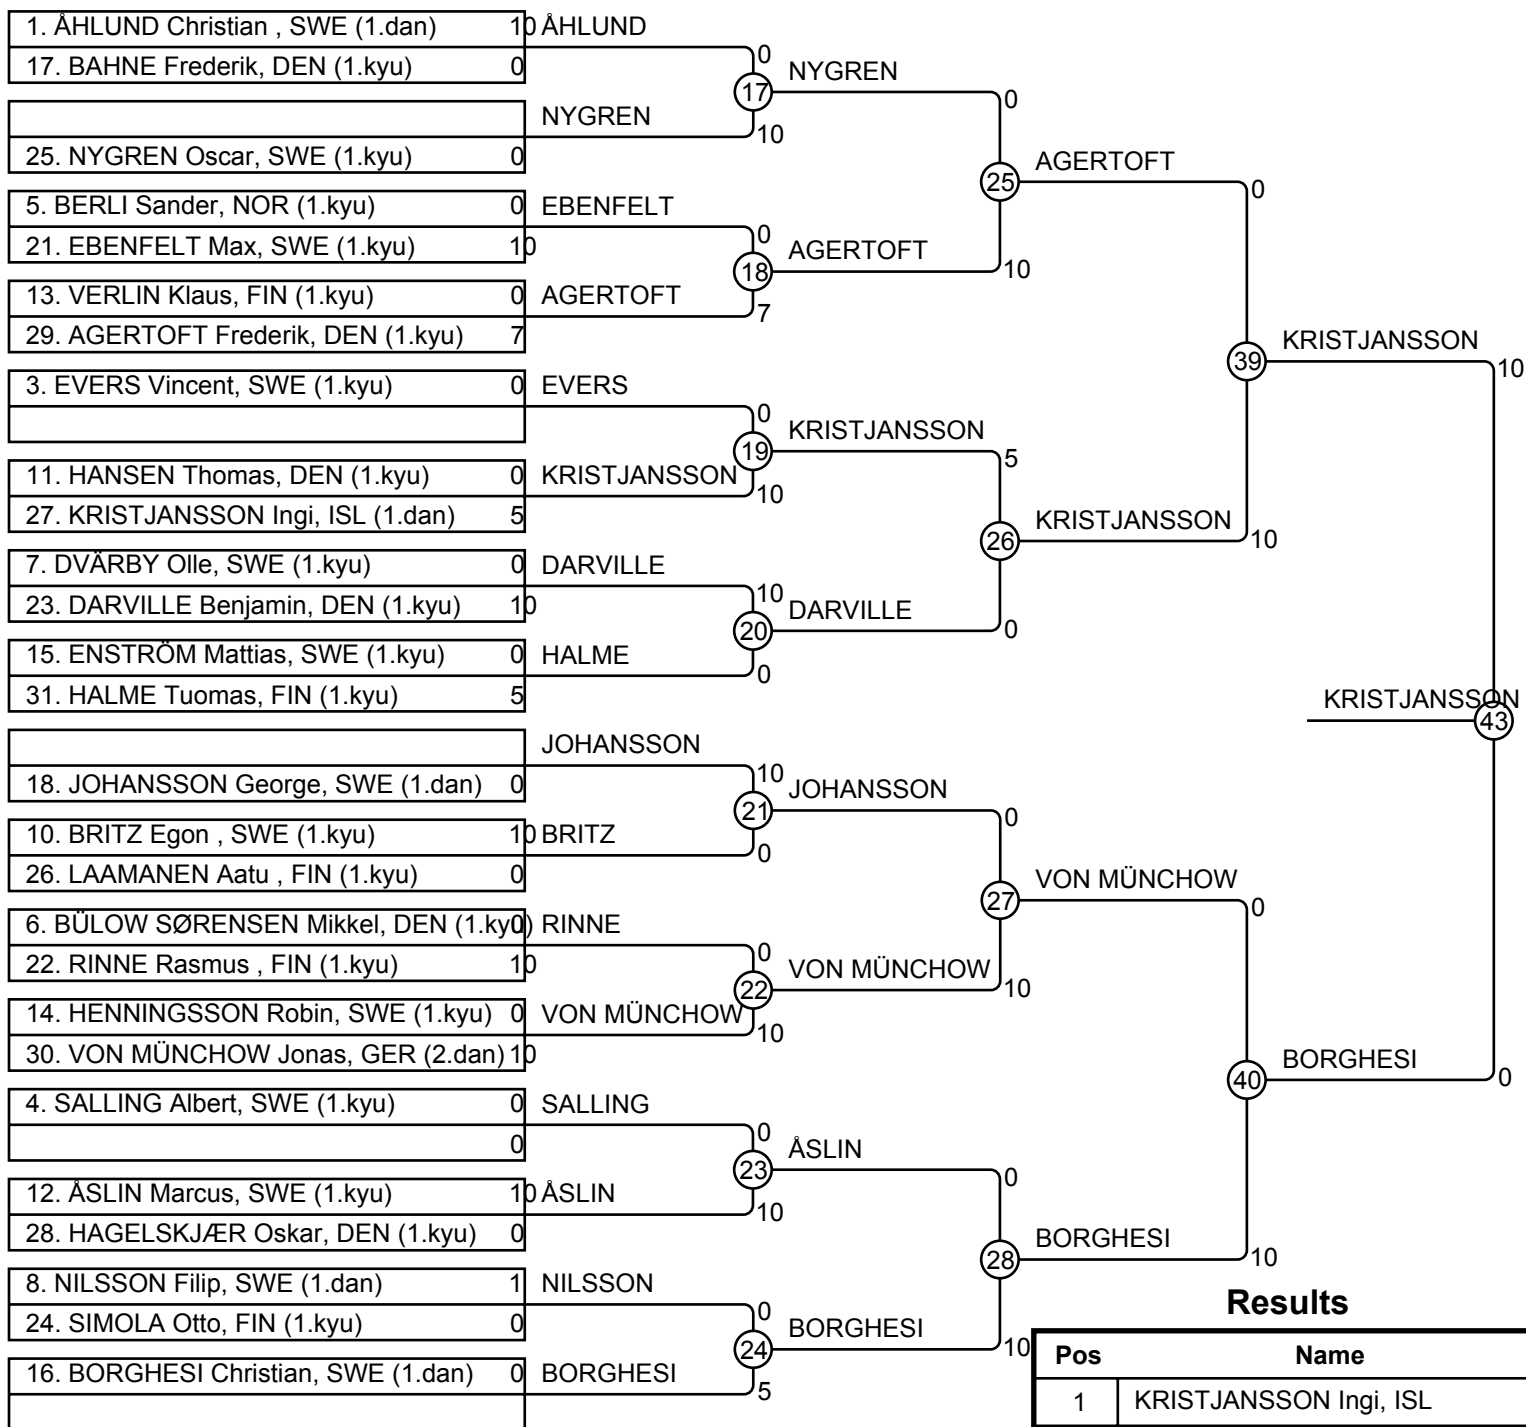 1. ÅHLUND Christian , SWE (1.dan) 10 ÅHLUND
17. BAHNE Frederik, DEN (1.kyu) 0
0
NYGREN
17
10
0
NYGREN
25. NYGREN Oscar, SWE (1.kyu) 0
25
AGERTOFT
0
5. BERLI Sander, NOR (1.kyu) 0 EBENFELT
21. EBENFELT Max, SWE (1.kyu) 10
0
AGERTOFT
18
7
10
13. VERLIN Klaus, FIN (1.kyu) 0 AGERTOFT
29. AGERTOFT Frederik, DEN (1.kyu) 7
39
KRISTJANSSON
10
3. EVERS Vincent, SWE (1.kyu) 0 EVERS
0
KRISTJANSSON
19
10
5
11. HANSEN Thomas, DEN (1.kyu) 0 KRISTJANSSON
27. KRISTJANSSON Ingi, ISL (1.dan) 5
26
KRISTJANSSON
10
7. DVÄRBY Olle, SWE (1.kyu) 0 DARVILLE
23. DARVILLE Benjamin, DEN (1.kyu) 10
10
DARVILLE
20
0
0
15. ENSTRÖM Mattias, SWE (1.kyu) 0 HALME
31. HALME Tuomas, FIN (1.kyu) 5
KRISTJANSSON
43
JOHANSSON
18. JOHANSSON George, SWE (1.dan) 0
10
JOHANSSON
21
0
0
10. BRITZ Egon , SWE (1.kyu) 10 BRITZ
26. LAAMANEN Aatu , FIN (1.kyu) 0
27
VON MÜNCHOW
0
6. BÜLOW SØRENSEN Mikkel, DEN (1.kyu) 0 RINNE
22. RINNE Rasmus , FIN (1.kyu) 10
0
VON MÜNCHOW
22
10
10
14. HENNINGSSON Robin, SWE (1.kyu) 0 VON MÜNCHOW
30. VON MÜNCHOW Jonas, GER (2.dan) 10
40
BORGHESI
0
4. SALLING Albert, SWE (1.kyu) 0 SALLING
0
0
ÅSLIN
23
10
0
12. ÅSLIN Marcus, SWE (1.kyu) 10 ÅSLIN
28. HAGELSKJÆR Oskar, DEN (1.kyu) 0
28
BORGHESI
10
8. NILSSON Filip, SWE (1.dan) 1 NILSSON
24. SIMOLA Otto, FIN (1.kyu) 0
0
BORGHESI
24
5
10
16. BORGHESI Christian, SWE (1.dan) 0 BORGHESI
Results
Pos Name
1 KRISTJANSSON Ingi, ISL